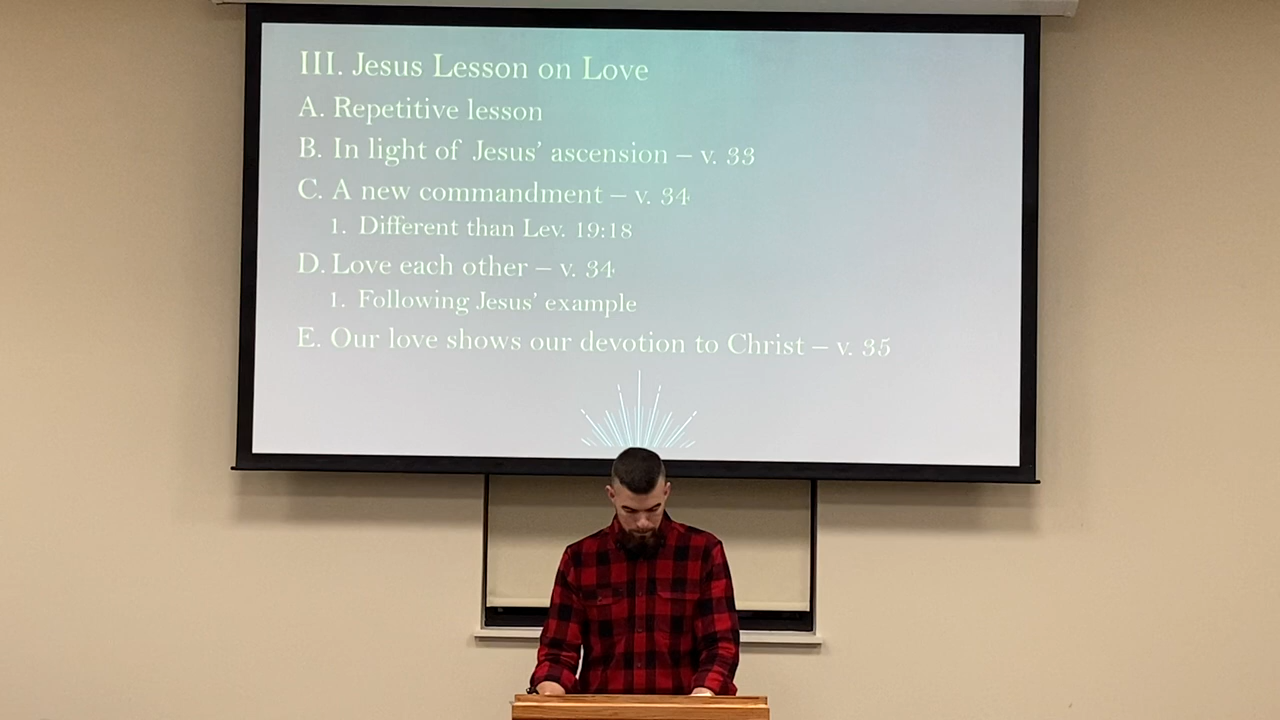 III. Jesus Lesson on Love
A. Repetitive lesson
B. In light of Jesus' ascension – v. 33
C. A new commandment – v. 34
1. Different than Lev. 19:18
D. Love each other – v. 34
1. Following Jesus' example
E. Our love shows our devotion to Christ – v. 35